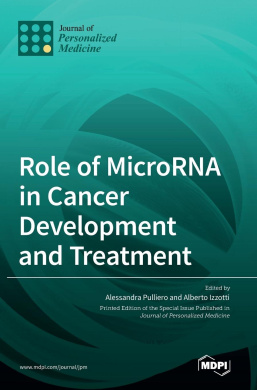 Journal of
Personalized
Medicine
Role of MicroRNA
in Cancer
Development
and Treatment
Edited by
Alessandra Pulliero and Alberto Izzotti
Printed Edition of the Special Issue Published in
Journal of Personalized Medicine
www.mdpi.com/journal/jpm
MDPI